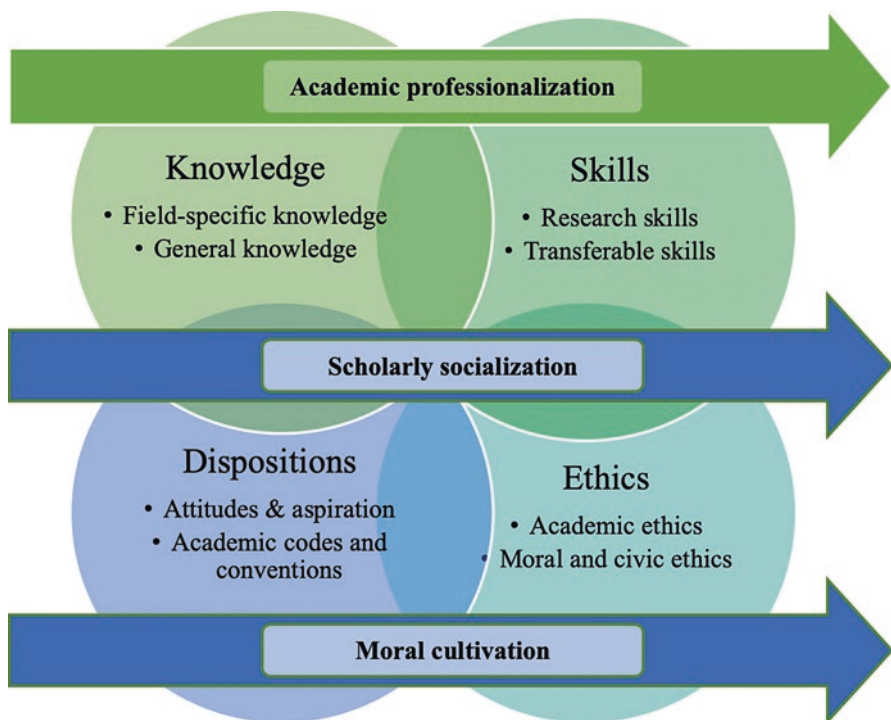 Academic professionalization
Knowledge
• Field-specific knowledge
• General knowledge
Skills
• Research skills
• Transferable skills
Scholarly socialization
Dispositions
• Attitudes & aspiration
• Academic codes and
conventions
Ethics
• Academic ethics
• Moral and civic ethics
Moral cultivation